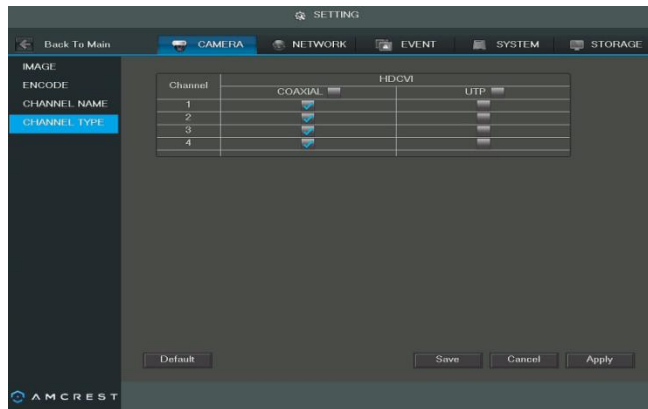 SETTING
Back To Main CAMERA NETWORK EVENT SYSTEM STORAGE
IMAGE
ENCODE
CHANNEL NAME
CHANNEL TYPE
Channel HDCVI
COAXIAL UTP
1
2
3
4
Default Save Cancel Apply
AMCREST